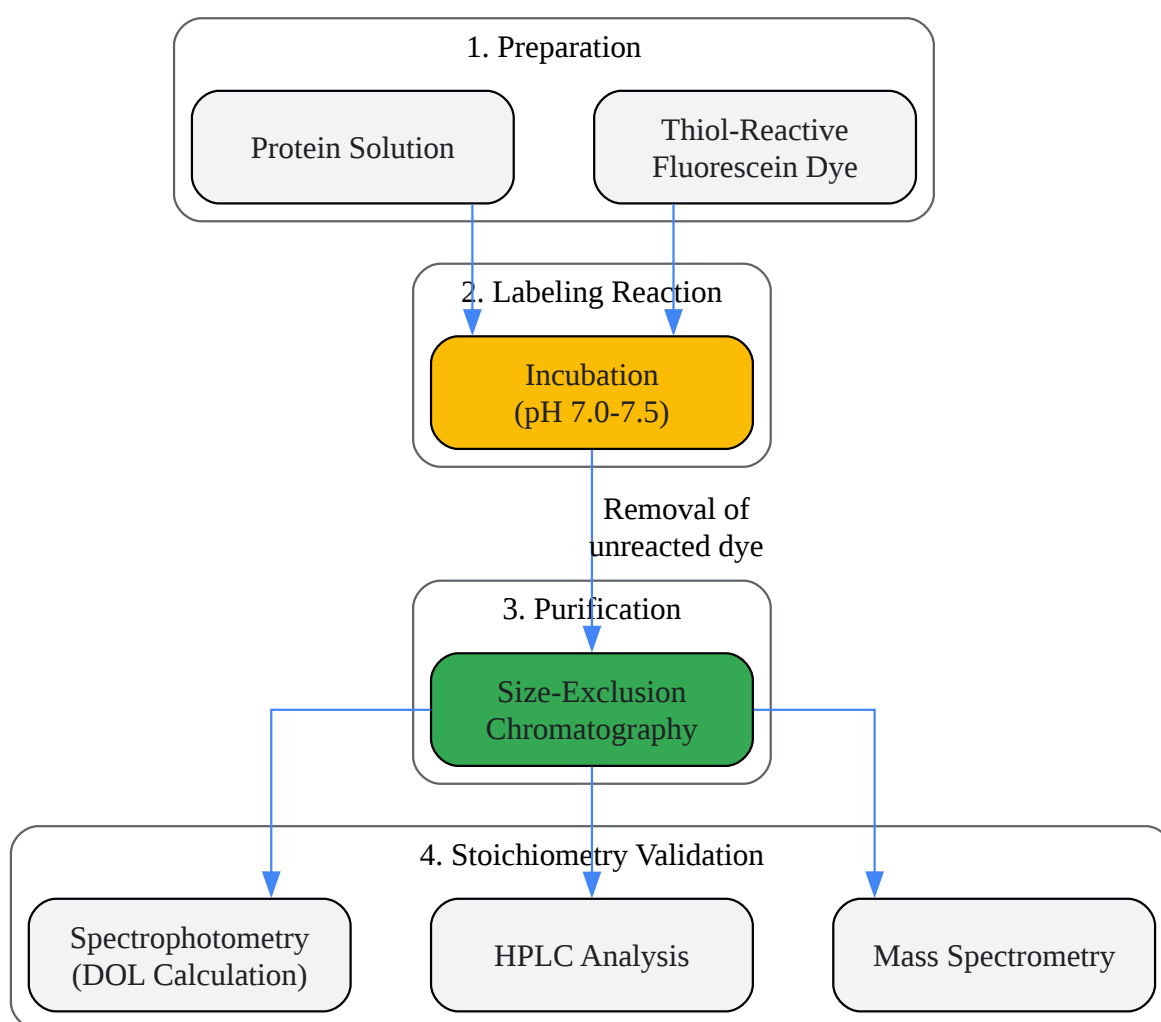 1. Preparation
Protein Solution
Thiol-Reactive
Fluorescein Dye
2. Labeling Reaction
Incubation
(pH 7.0-7.5)
Removal of
unreacted dye
3. Purification
Size-Exclusion
Chromatography
4. Stoichiometry Validation
Spectrophotometry
(DOL Calculation)
HPLC Analysis
Mass Spectrometry